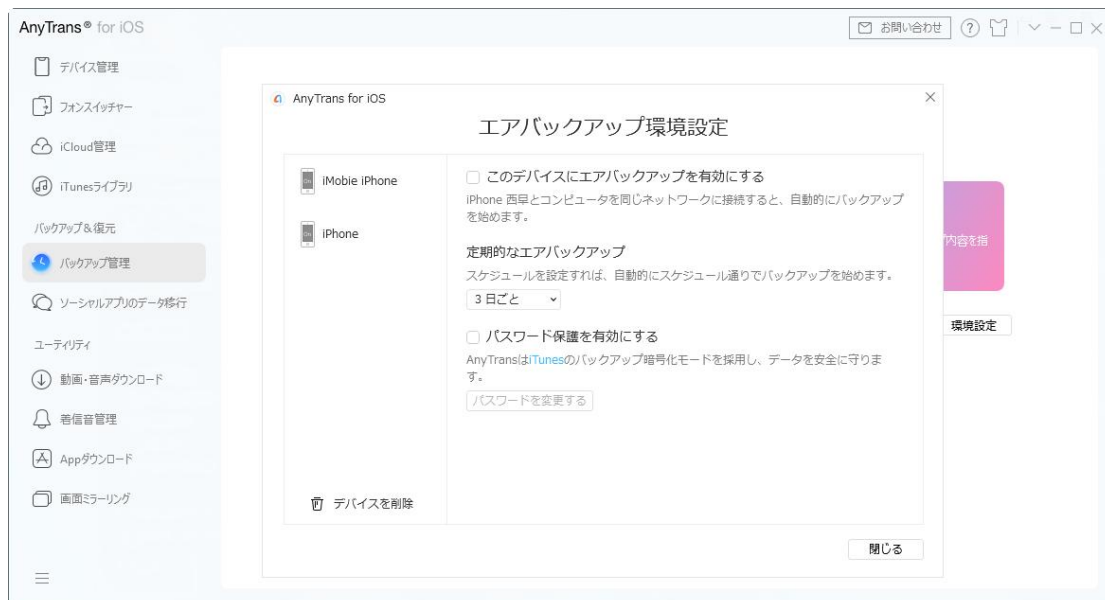 AnyTrans® for iOS
お問い合わせ
?
デバイス管理
フォンスイッチャー
iCloud管理
iTunesライブラリ
バックアップ&復元
バックアップ管理
ソーシャルアプリのデータ移行
ユーティリティ
動画・音声ダウンロード
着信音管理
Appダウンロード
画面ミラーリング
AnyTrans for iOS
エアバックアップ環境設定
iMobie iPhone
iPhone
デバイスを削除
このデバイスにエアバックアップを有効にする
iPhone 西早とコンピュータを同じネットワークに接続すると、自動的にバックアップ
を始めます。
定期的なエアバックアップ
スケジュールを設定すれば、自動的にスケジュール通りでバックアップを始めます。
3 日ごと
パスワード保護を有効にする
AnyTransはiTunesのバックアップ暗号化モードを採用し、データを安全に守りま
す。
パスワードを変更する
閉じる
内容を指
環境設定